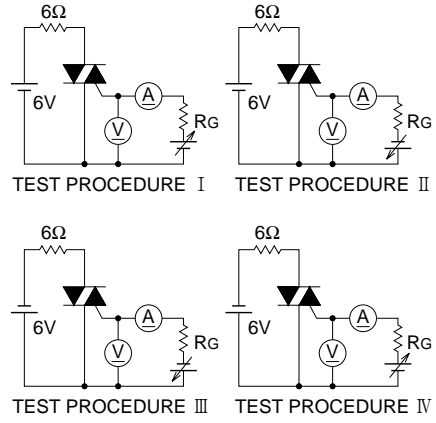 6Ω 6Ω
6V A V RG 6V A V RG
TEST PROCEDURE Ⅰ TEST PROCEDURE Ⅱ
6Ω 6Ω
6V A V RG 6V A V RG
TEST PROCEDURE Ⅲ TEST PROCEDURE Ⅳ